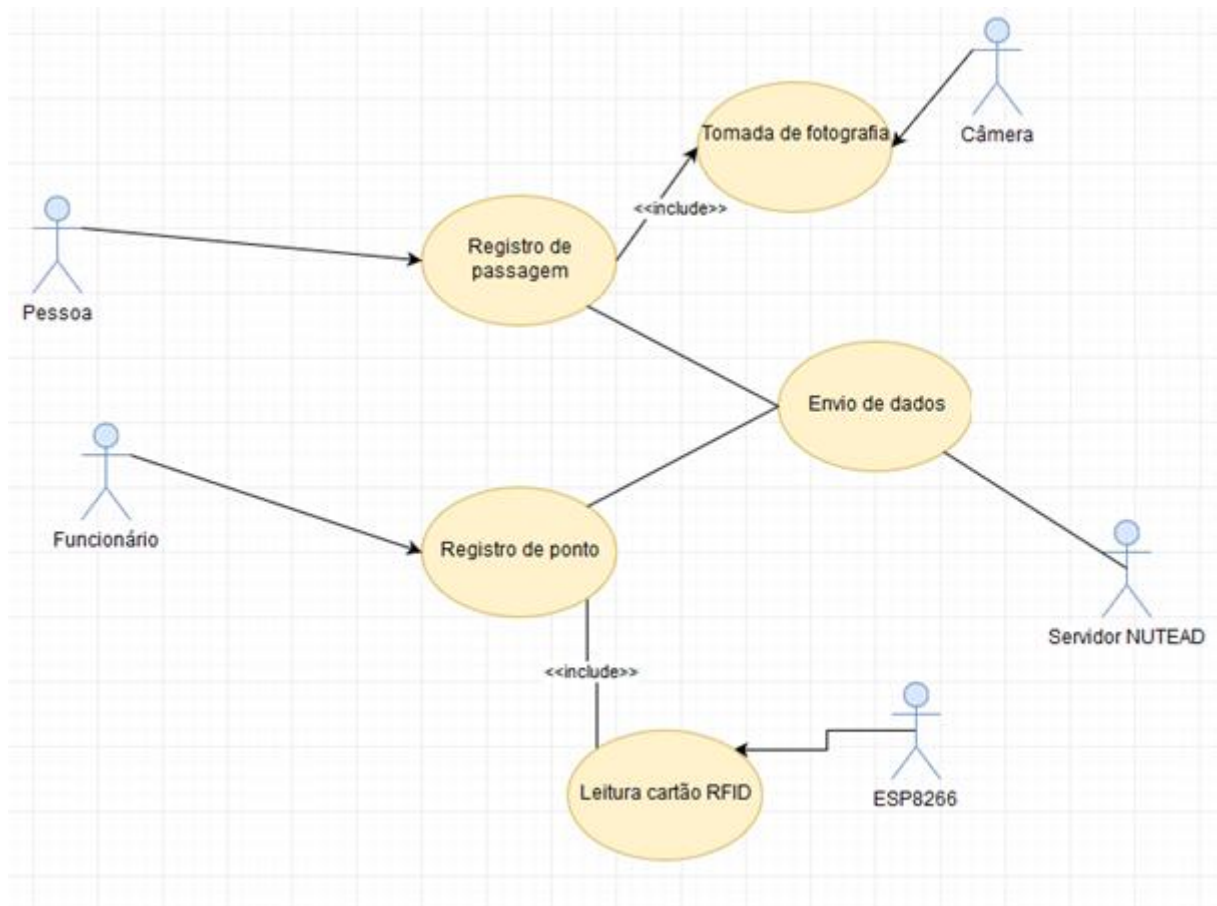 Câmera
Tomada de fotografia
<<include>>
Pessoa
Registro de
passagem
Envio de dados
Funcionário
Registro de ponto
Servidor NUTEAD
<<include>>
Leitura cartão RFID
ESP8266